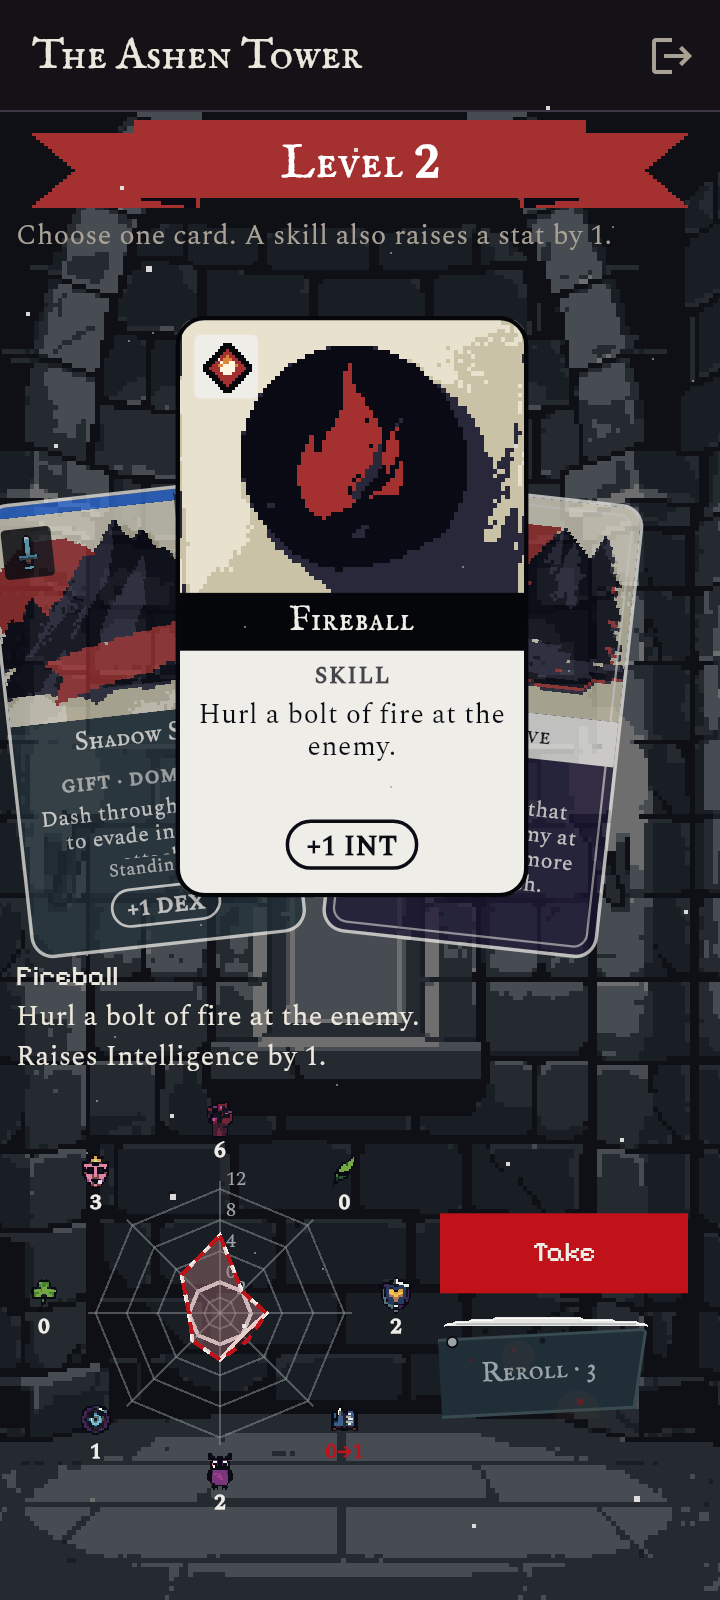 The Ashen Tower
Level 2
Choose one card. A skill also raises a stat by 1.
Fireball
SKILL
Hurl a bolt of fire at the
enemy.
+1 INT
Shadow S
GIFT · DOM
Dash through
to evade in
Standin
+1 DEX
VE
that
my at
more
h.
Fireball
Hurl a bolt of fire at the enemy.
Raises Intelligence by 1.
6
3
0
12
8
4
0
2
1
0→1
2
Take
Reroll · 3